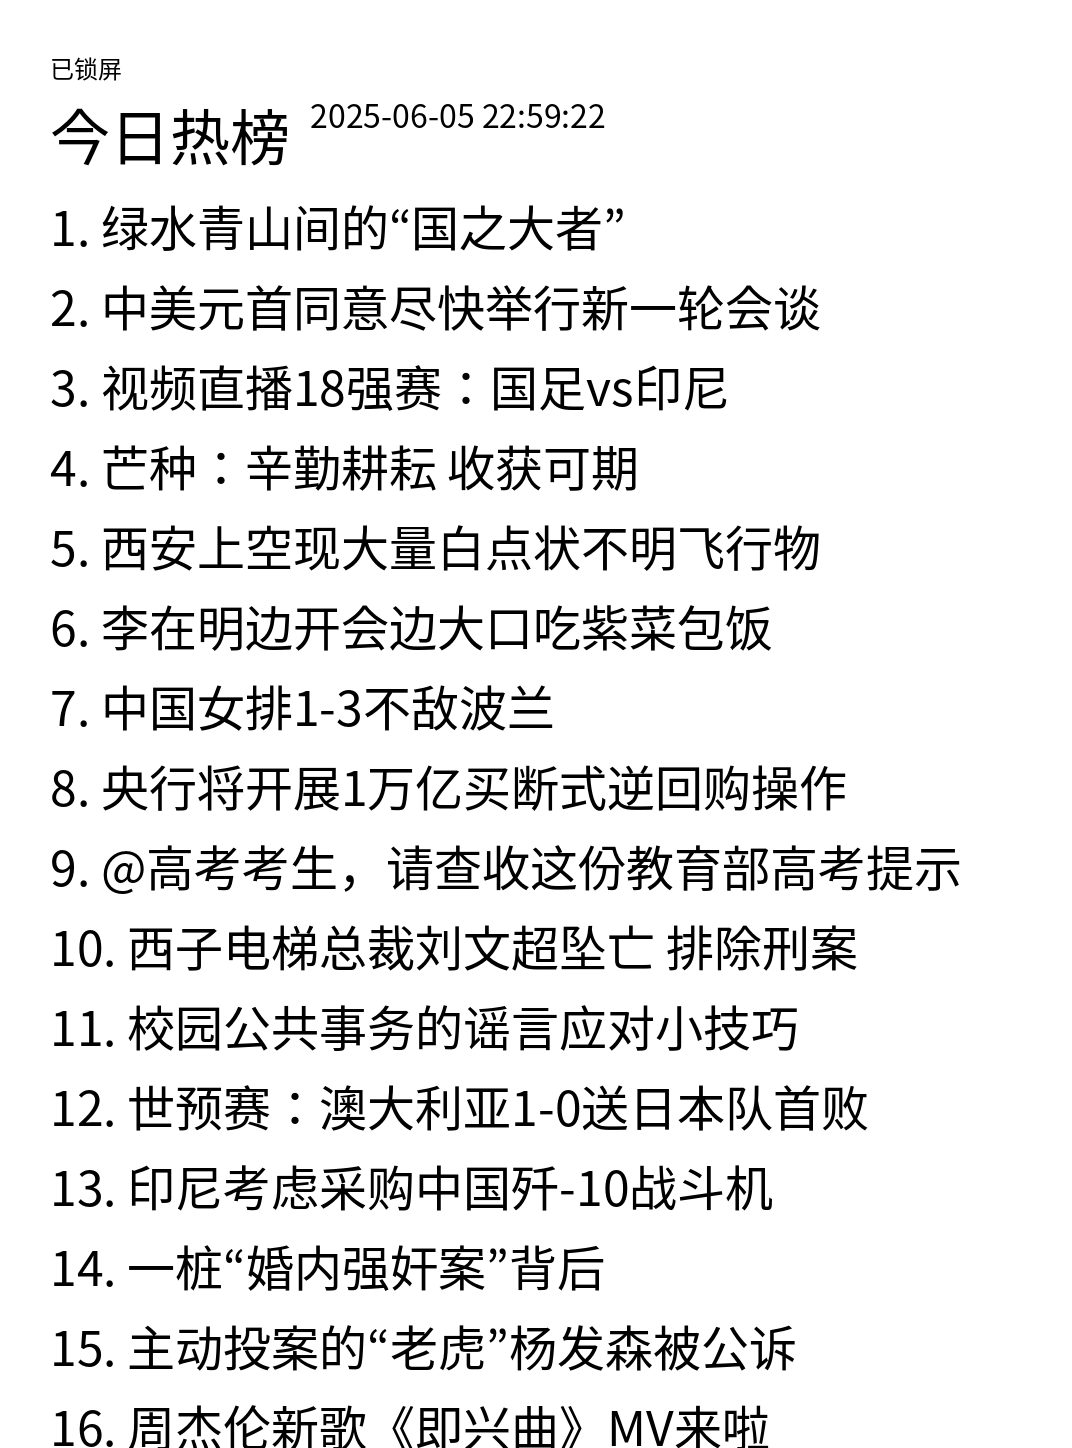 已锁屏
今日热榜 2025-06-05 22:59:22
1. 绿水青山间的“国之大者”
2. 中美元首同意尽快举行新一轮会谈
3. 视频直播18强赛：国足vs印尼
4. 芒种：辛勤耕耘 收获可期
5. 西安上空现大量白点状不明飞行物
6. 李在明边开会边大口吃紫菜包饭
7. 中国女排1-3不敌波兰
8. 央行将开展1万亿买断式逆回购操作
9. @高考考生，请查收这份教育部高考提示
10. 西子电梯总裁刘文超坠亡 排除刑案
11. 校园公共事务的谣言应对小技巧
12. 世预赛：澳大利亚1-0送日本队首败
13. 印尼考虑采购中国歼-10战斗机
14. 一桩“婚内强奸案”背后
15. 主动投案的“老虎”杨发森被公诉
16. 周杰伦新歌《即兴曲》MV来啦